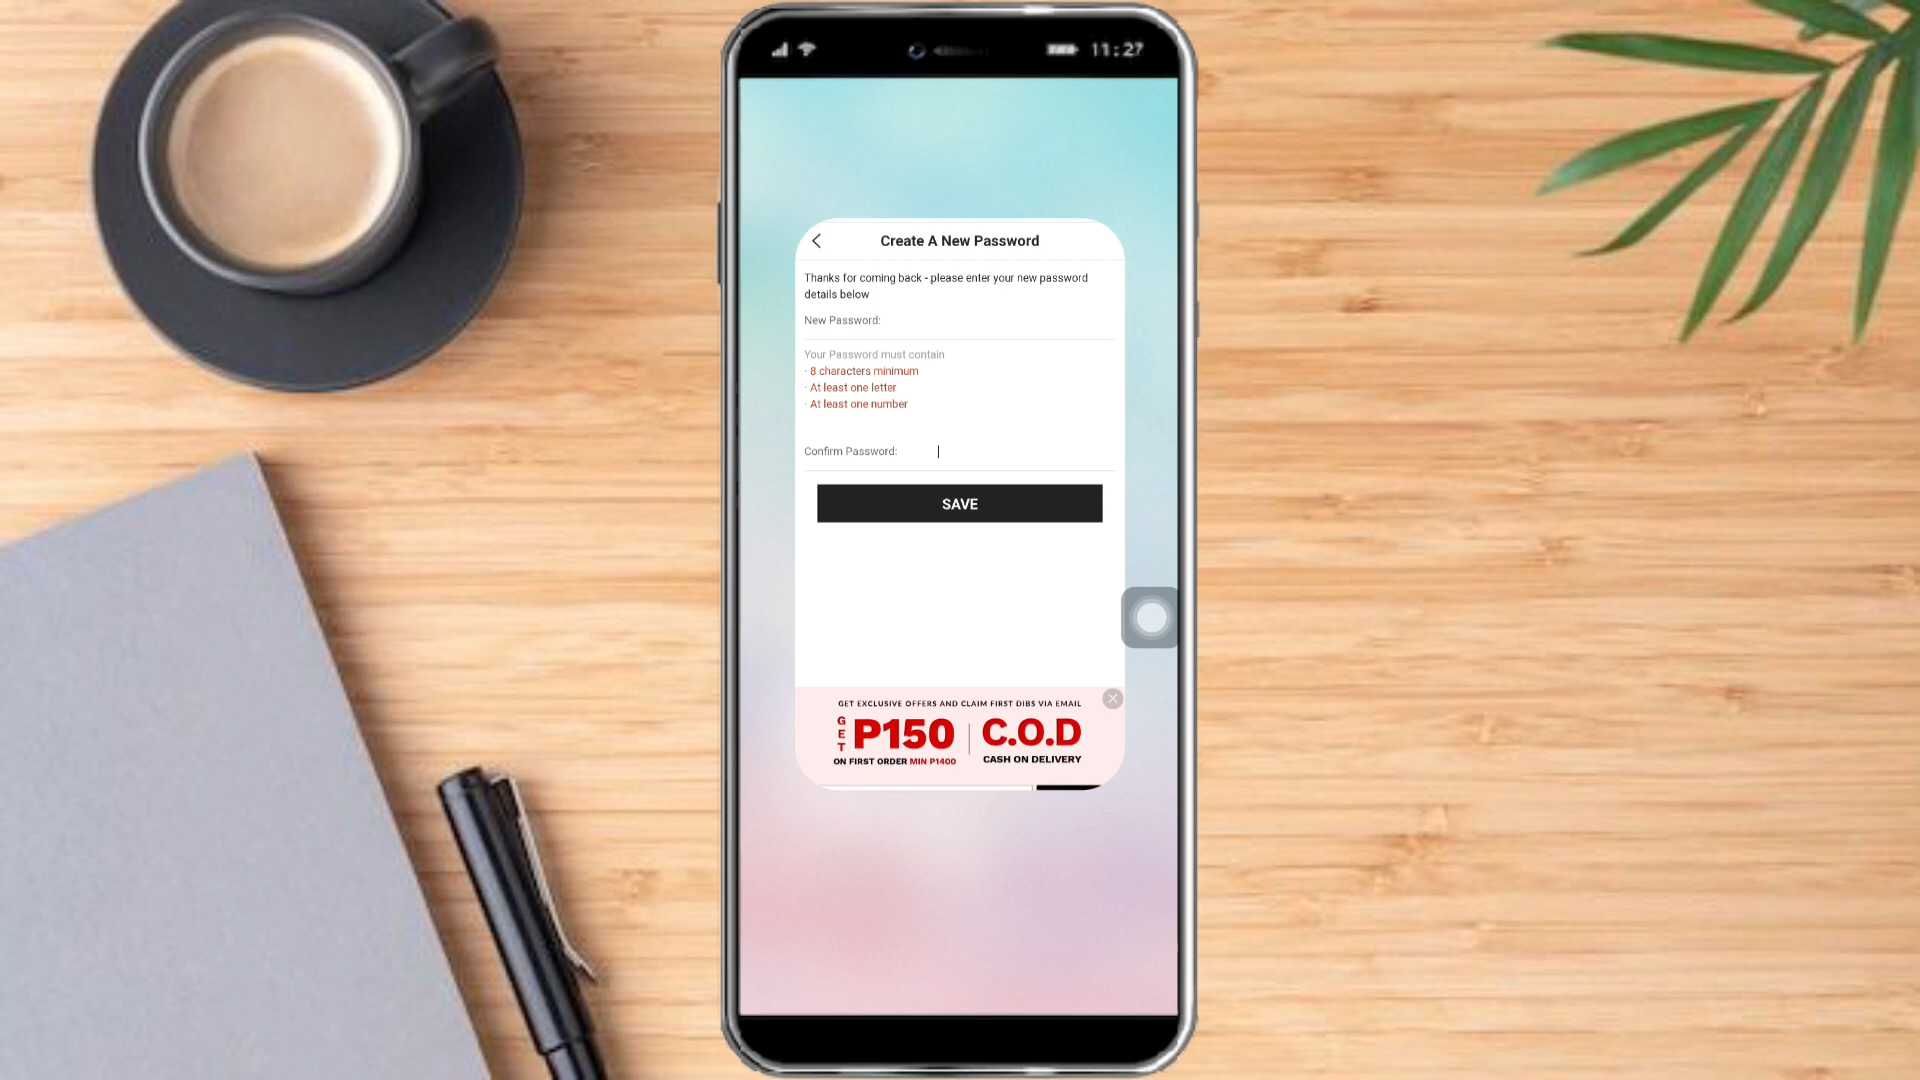 11:27
Create A New Password
Thanks for coming back - please enter your new password
details below
New Password:
Your Password must contain
· 8 characters minimum
· At least one letter
· At least one number
Confirm Password:
SAVE
GET EXCLUSIVE OFFERS AND CLAIM FIRST DIBS VIA EMAIL
GET P150 C.O.D
ON FIRST ORDER MIN P1400 CASH ON DELIVERY